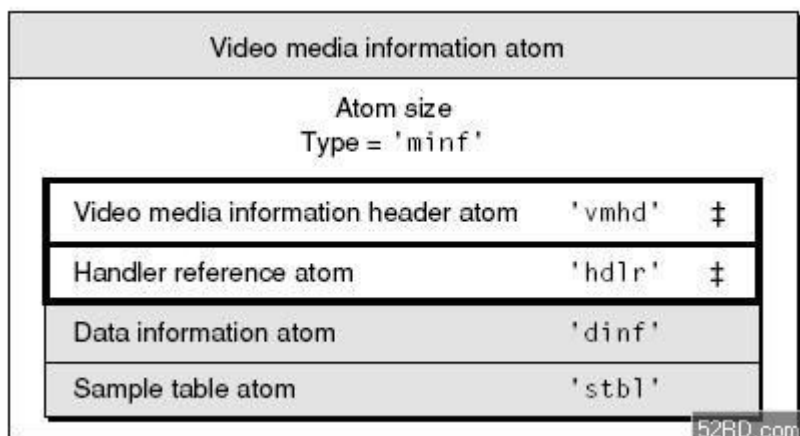 Video media information atom
Atom size
Type = 'minf'
Video media information header atom 'vmhd' ‡
Handler reference atom 'hdlr' ‡
Data information atom 'dinf'
Sample table atom 'stbl'
52BD.com